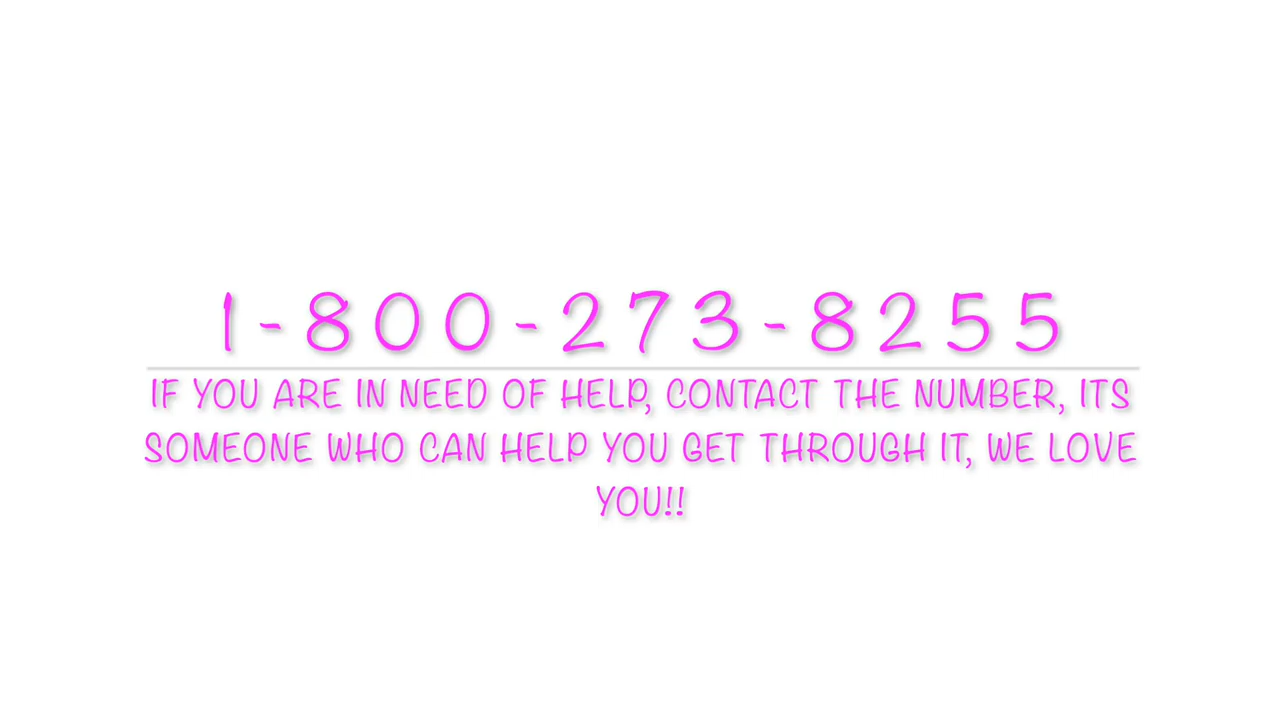 1-800-273-8255
IF YOU ARE IN NEED OF HELP, CONTACT THE NUMBER, ITS
SOMEONE WHO CAN HELP YOU GET THROUGH IT, WE LOVE
YOU!!